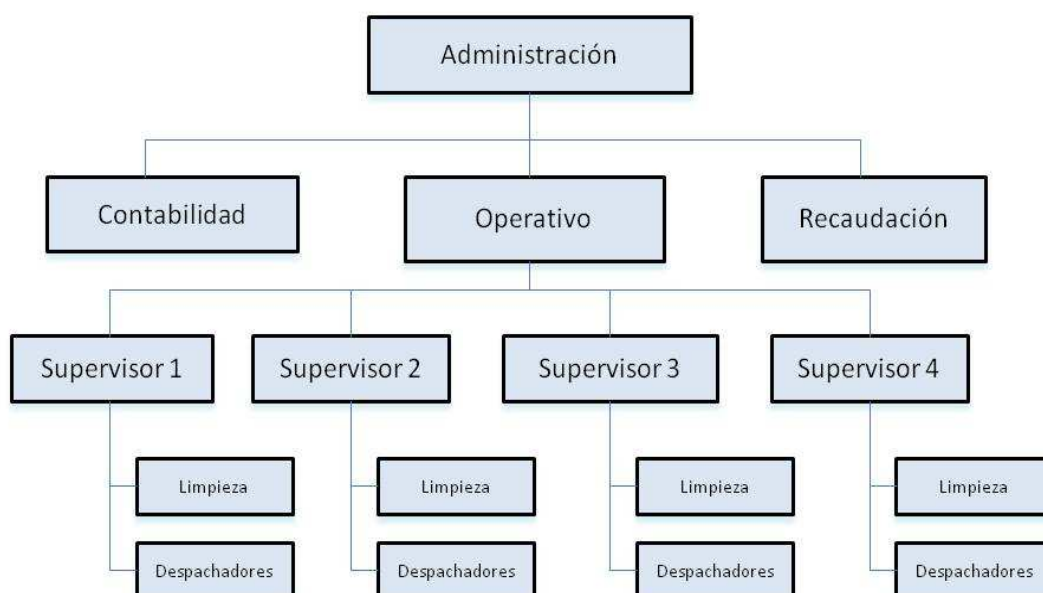 Administración
Contabilidad
Operativo
Recaudación
Supervisor 1
Supervisor 2
Supervisor 3
Supervisor 4
Limpieza
Limpieza
Limpieza
Limpieza
Despachadores
Despachadores
Despachadores
Despachadores